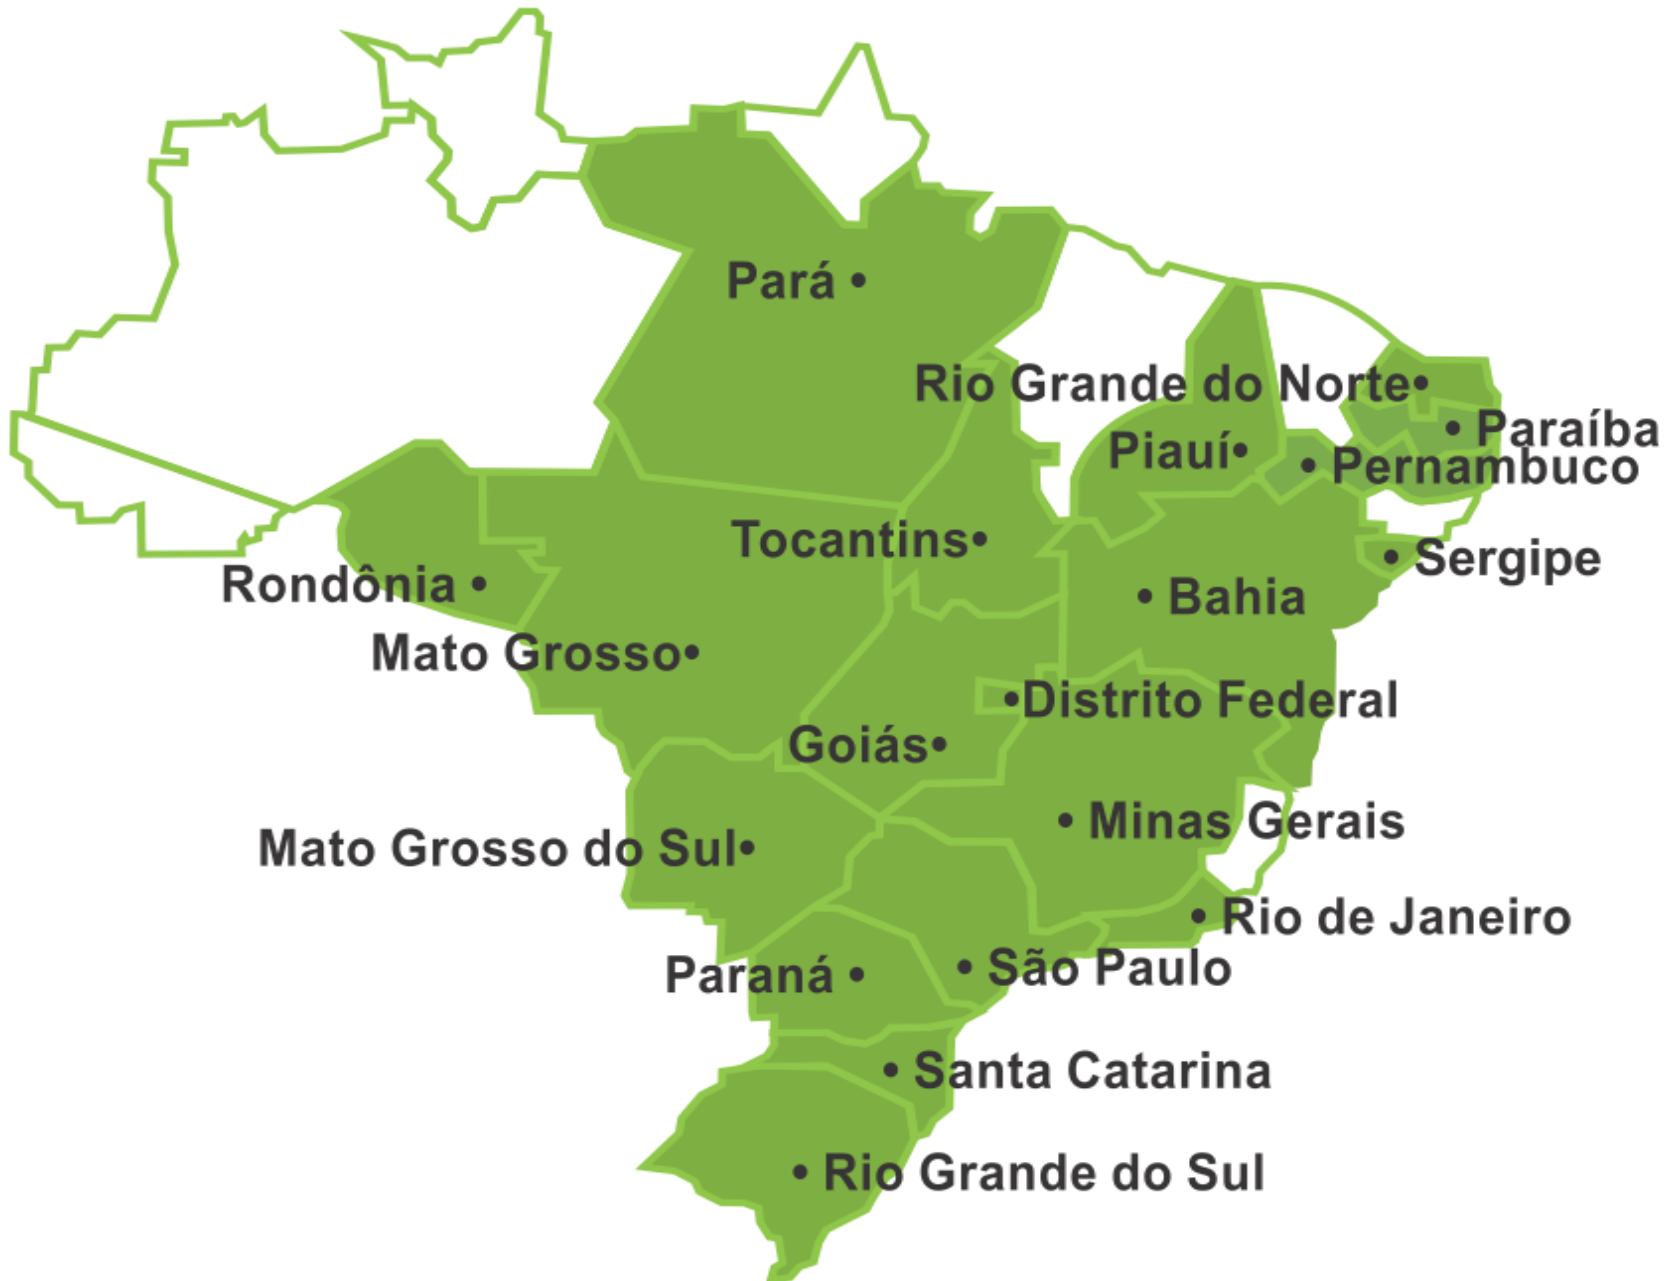 Pará
Rio Grande do Norte
Paraíba
Piauí
Pernambuco
Tocantins
Sergipe
Rondônia
Bahia
Mato Grosso
Distrito Federal
Goiás
Minas Gerais
Mato Grosso do Sul
Rio de Janeiro
São Paulo
Paraná
Santa Catarina
Rio Grande do Sul